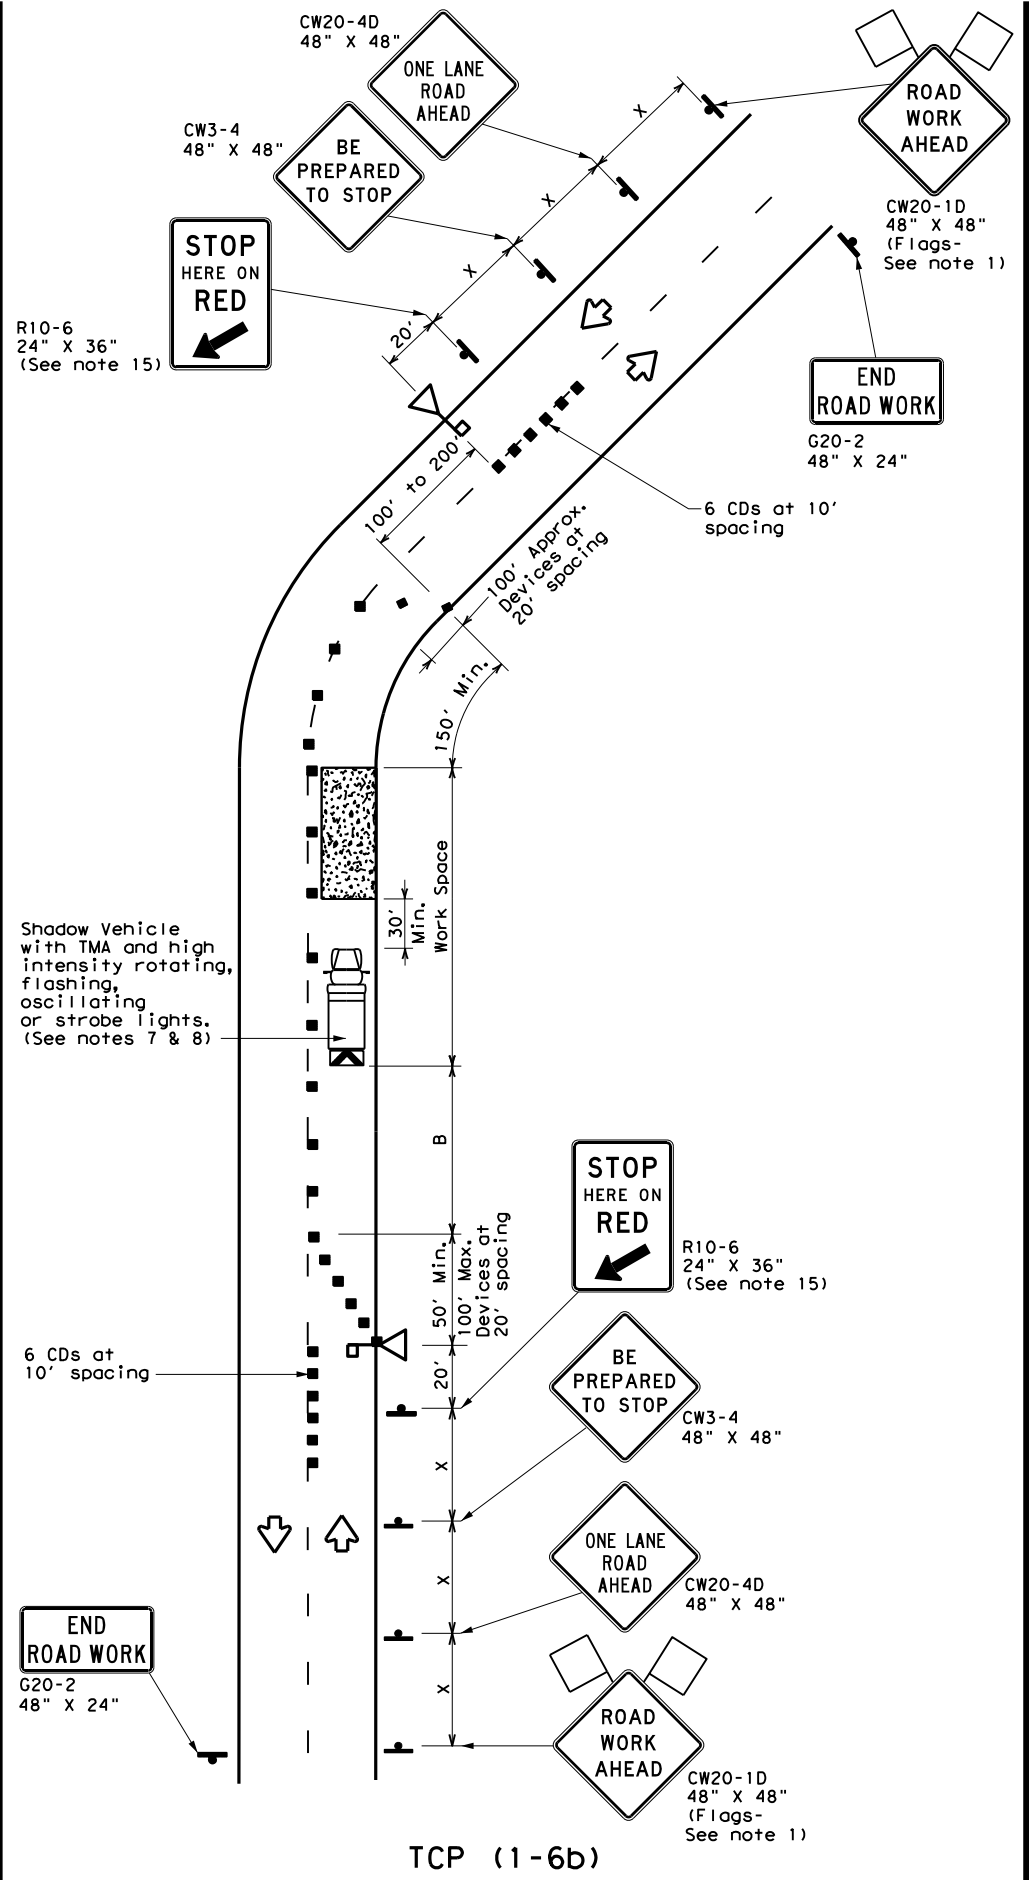 CW20-4D
48" X 48"
ONE LANE
ROAD
AHEAD
ROAD
WORK
AHEAD
CW20-1D
48" X 48"
(Flags-
See note 1)
CW3-4
48" X 48"
BE
PREPARED
TO STOP
X
X
X
20'
STOP
HERE ON
RED
R10-6
24" X 36"
(See note 15)
END
ROAD WORK
G20-2
48" X 24"
100' to 200'
6 CDs at 10'
spacing
100' Approx.
Devices at
20' spacing
150' Min.
Work Space
30'
Min.
Shadow Vehicle
with TMA and high
intensity rotating,
flashing,
oscillating
or strobe lights.
(See notes 7 & 8)
B
50' Min.
100' Max.
Devices at
20' spacing
STOP
HERE ON
RED
R10-6
24" X 36"
(See note 15)
6 CDs at
10' spacing
20'
BE
PREPARED
TO STOP
CW3-4
48" X 48"
X
X
X
ONE LANE
ROAD
AHEAD
CW20-4D
48" X 48"
END
ROAD WORK
G20-2
48" X 24"
ROAD
WORK
AHEAD
CW20-1D
48" X 48"
(Flags-
See note 1)
TCP (1-6b)